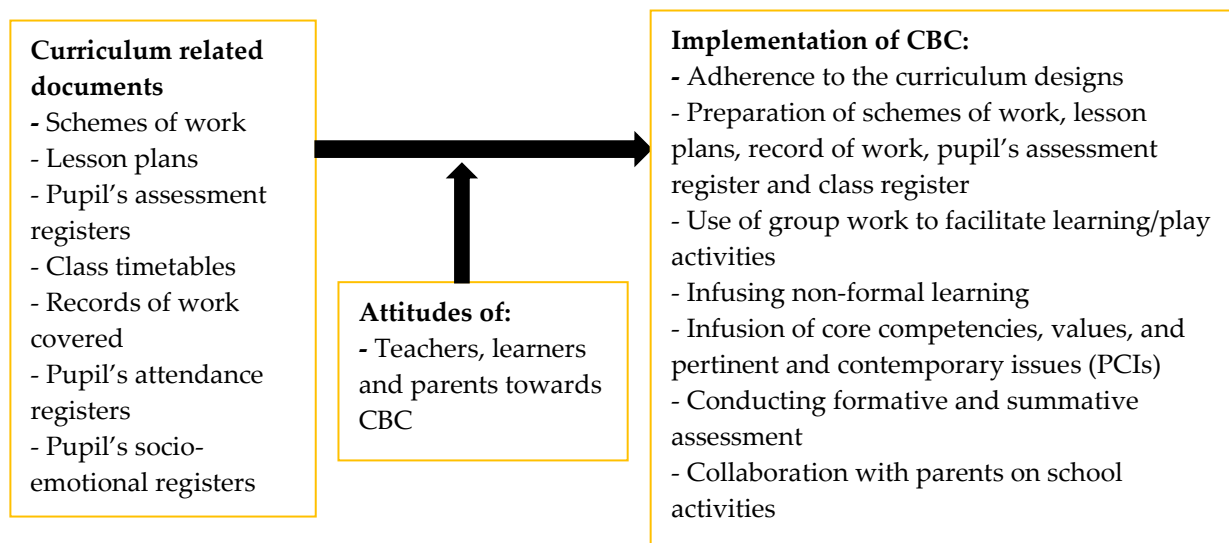 Curriculum related
documents
- Schemes of work
- Lesson plans
- Pupil’s assessment
registers
- Class timetables
- Records of work
covered
- Pupil’s attendance
registers
- Pupil’s socio-
emotional registers
Attitudes of:
- Teachers, learners
and parents towards
CBC
Implementation of CBC:
- Adherence to the curriculum designs
- Preparation of schemes of work, lesson
plans, record of work, pupil’s assessment
register and class register
- Use of group work to facilitate learning/play
activities
- Infusing non-formal learning
- Infusion of core competencies, values, and
pertinent and contemporary issues (PCIs)
- Conducting formative and summative
assessment
- Collaboration with parents on school
activities